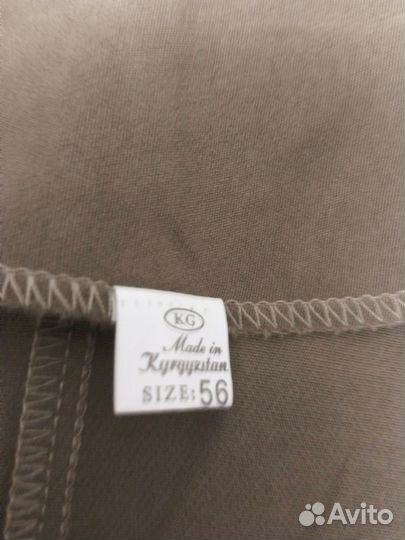 KG
Made in
Kyrgyzstan
SIZE: 56
Avito